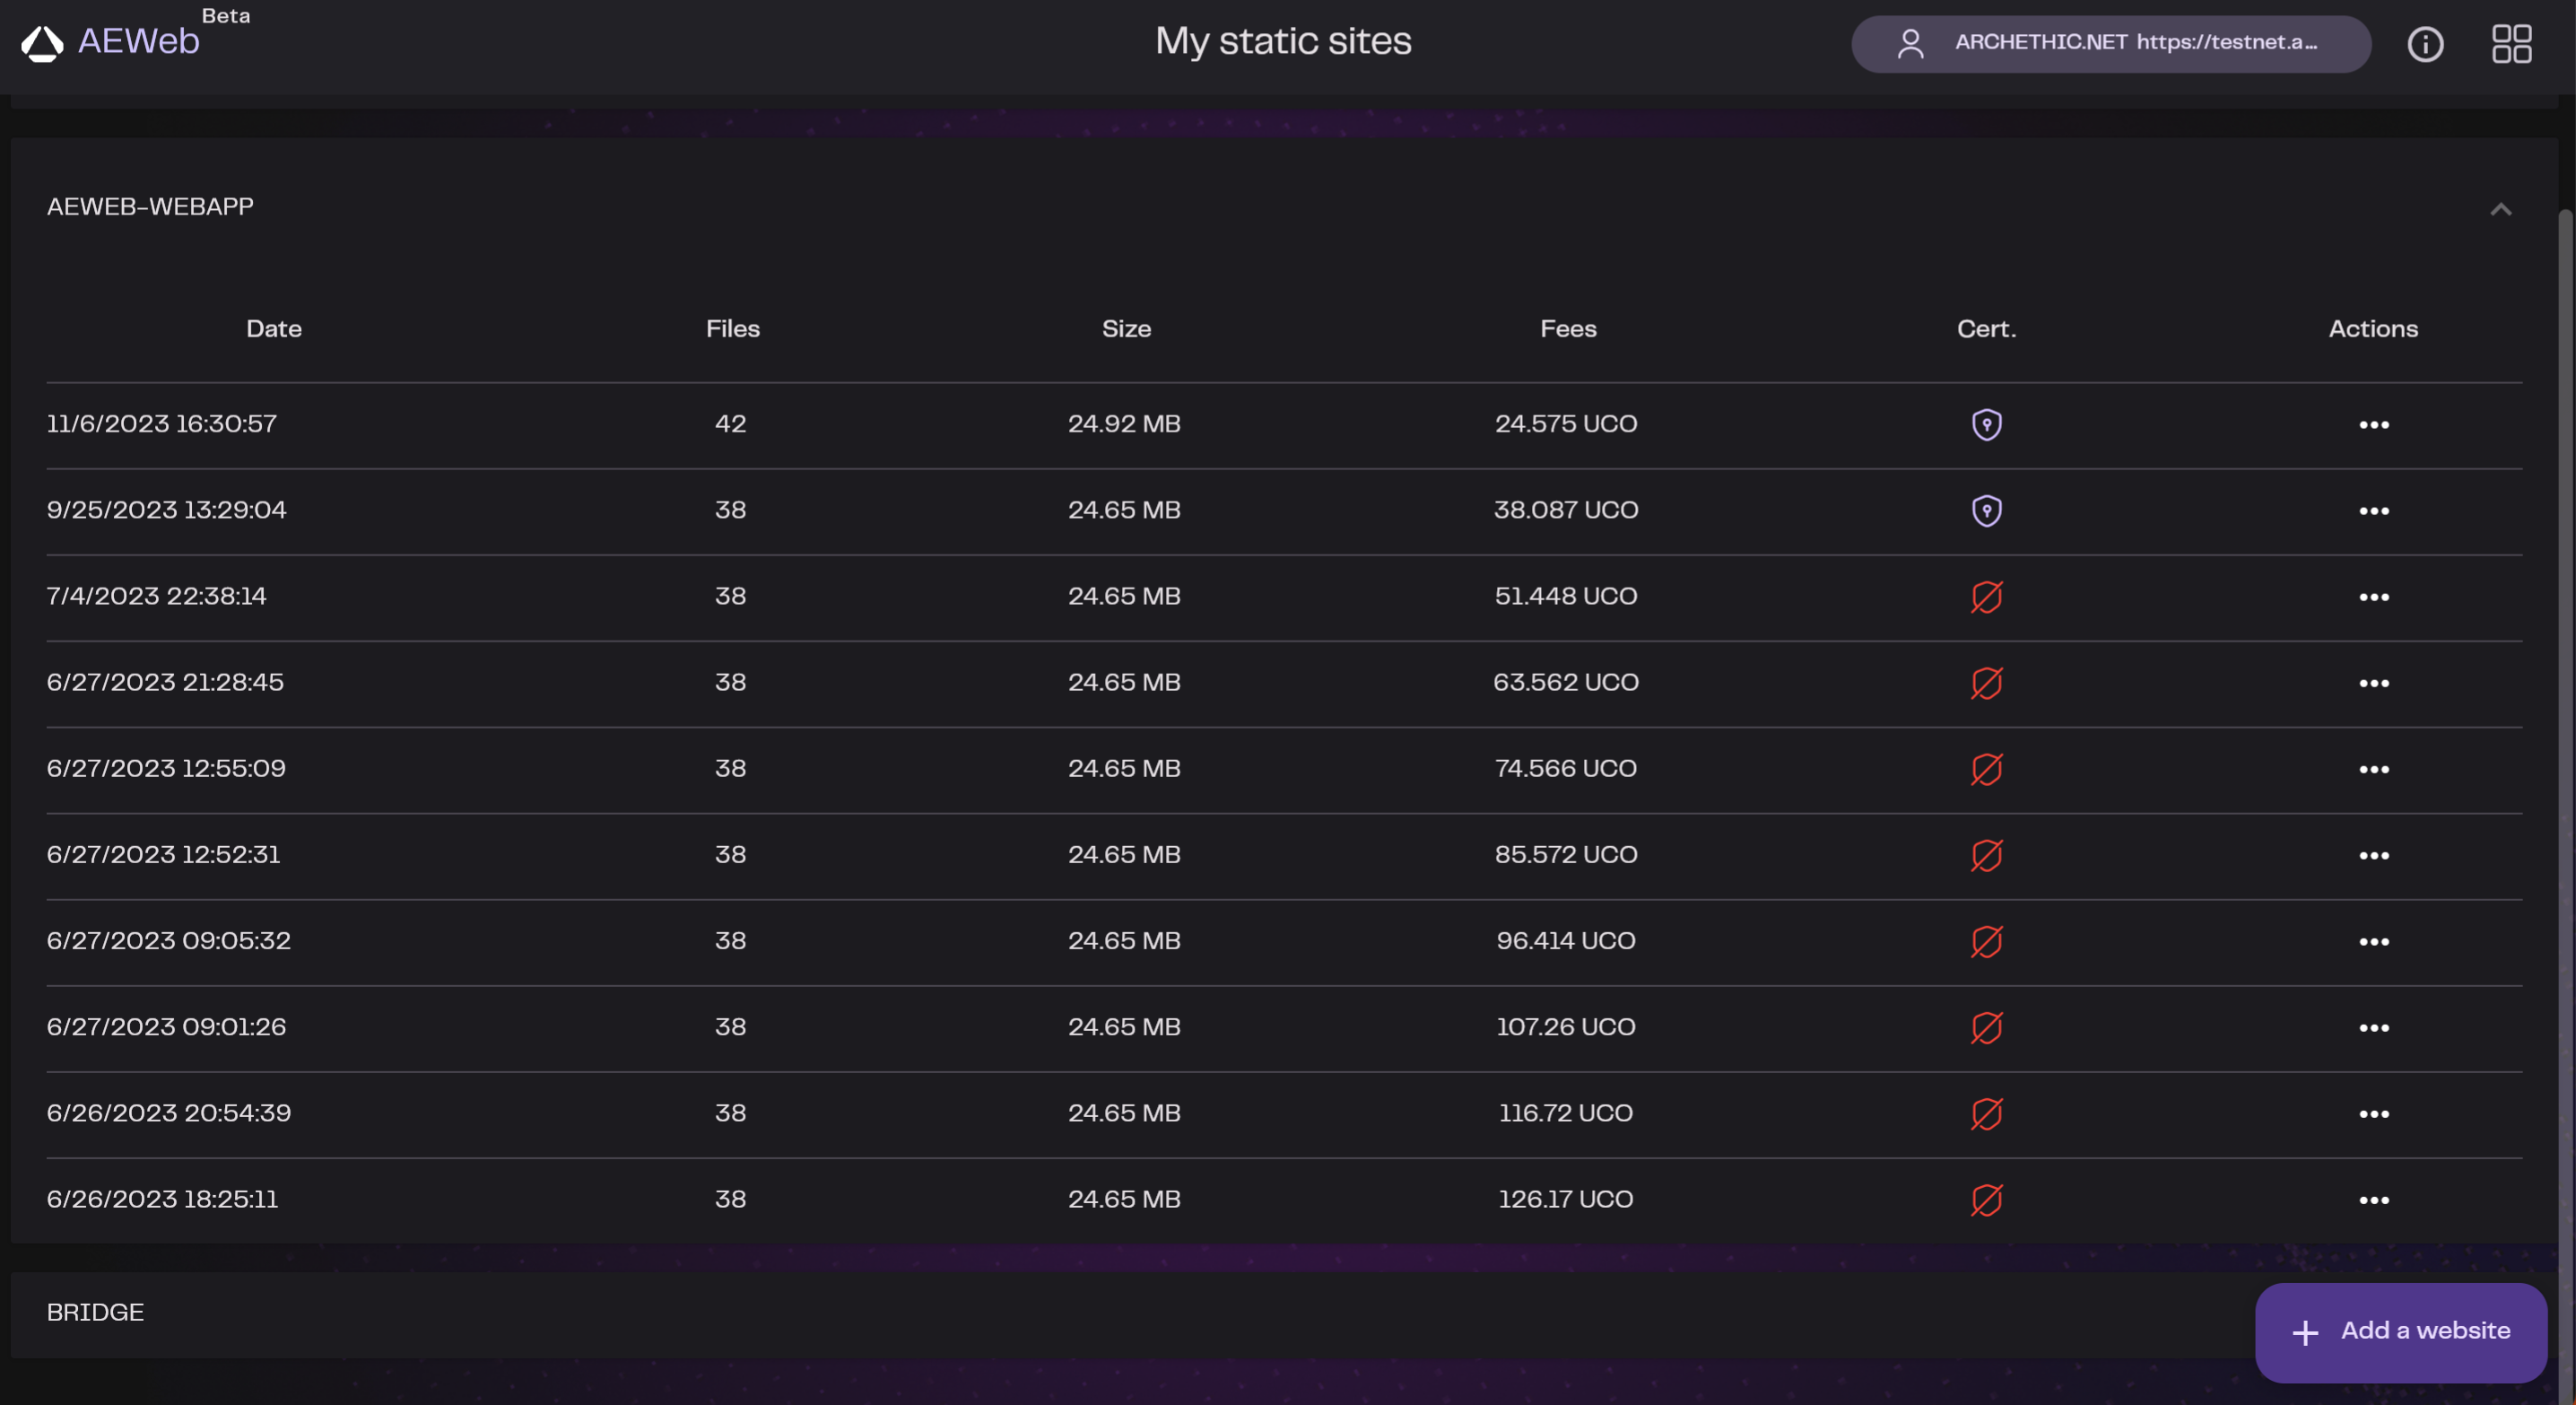 AEWeb Beta
My static sites
ARCHETHIC.NET https://testnet.a...
AEWEB-WEBAPP
Date Files Size Fees Cert. Actions
11/6/2023 16:30:57 42 24.92 MB 24.575 UCO
9/25/2023 13:29:04 38 24.65 MB 38.087 UCO
7/4/2023 22:38:14 38 24.65 MB 51.448 UCO
6/27/2023 21:28:45 38 24.65 MB 63.562 UCO
6/27/2023 12:55:09 38 24.65 MB 74.566 UCO
6/27/2023 12:52:31 38 24.65 MB 85.572 UCO
6/27/2023 09:05:32 38 24.65 MB 96.414 UCO
6/27/2023 09:01:26 38 24.65 MB 107.26 UCO
6/26/2023 20:54:39 38 24.65 MB 116.72 UCO
6/26/2023 18:25:11 38 24.65 MB 126.17 UCO
BRIDGE
+ Add a website